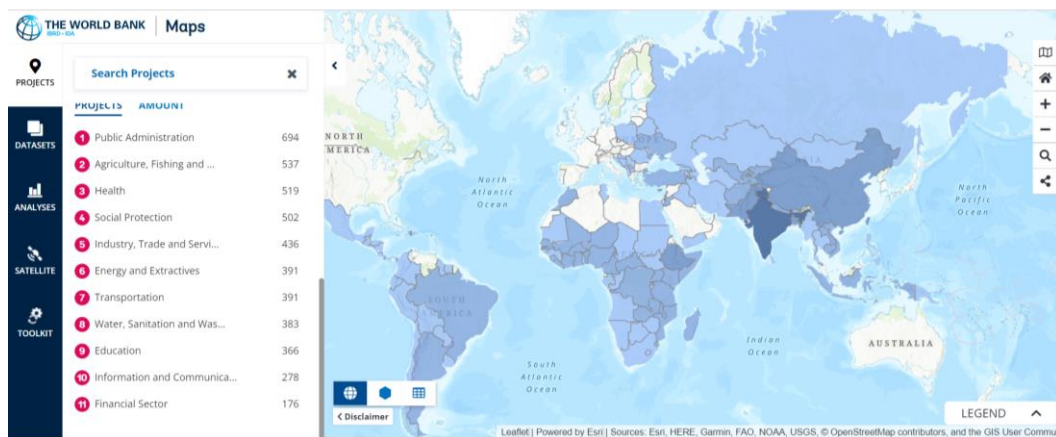 THE WORLD BANK
IBRD • IDA
Maps
PROJECTS
DATASETS
ANALYSES
SATELLITE
TOOLKIT
Search Projects
PROJECTS AMOUNT
1 Public Administration 694
2 Agriculture, Fishing and ... 537
3 Health 519
4 Social Protection 502
5 Industry, Trade and Servi... 436
6 Energy and Extractives 391
7 Transportation 391
8 Water, Sanitation and Was... 383
9 Education 366
10 Information and Communica... 278
11 Financial Sector 176
NORTH
MERICA
North
Atlantic
Ocean
North
Pacific
Ocean
SOUTH
AMERICA
South
Atlantic
Ocean
Indian
Ocean
AUSTRALIA
< Disclaimer
LEGEND
Leaflet | Powered by Esri | Sources: Esri, HERE, Garmin, FAO, NOAA, USGS, © OpenStreetMap contributors, and the GIS User Commu